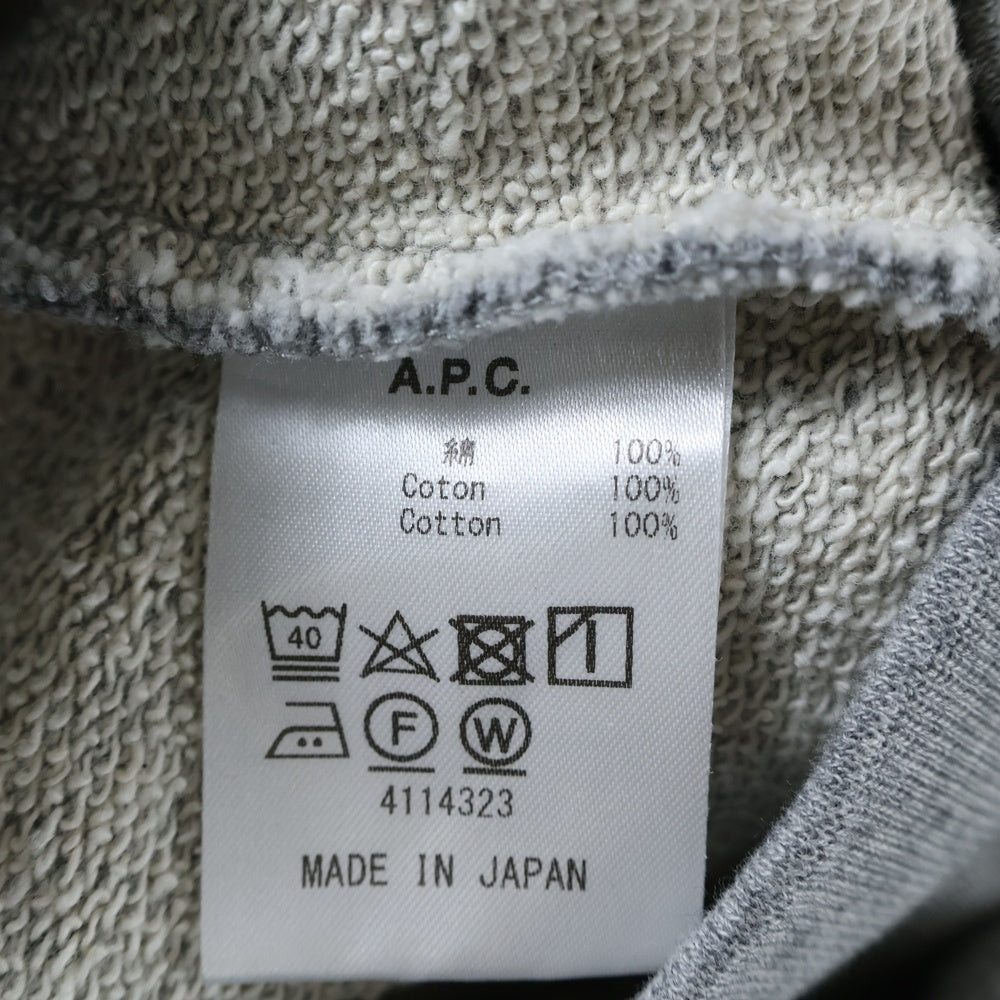 A.P.C.
綿 100%
Coton 100%
Cotton 100%
40
F W
4114323
MADE IN JAPAN